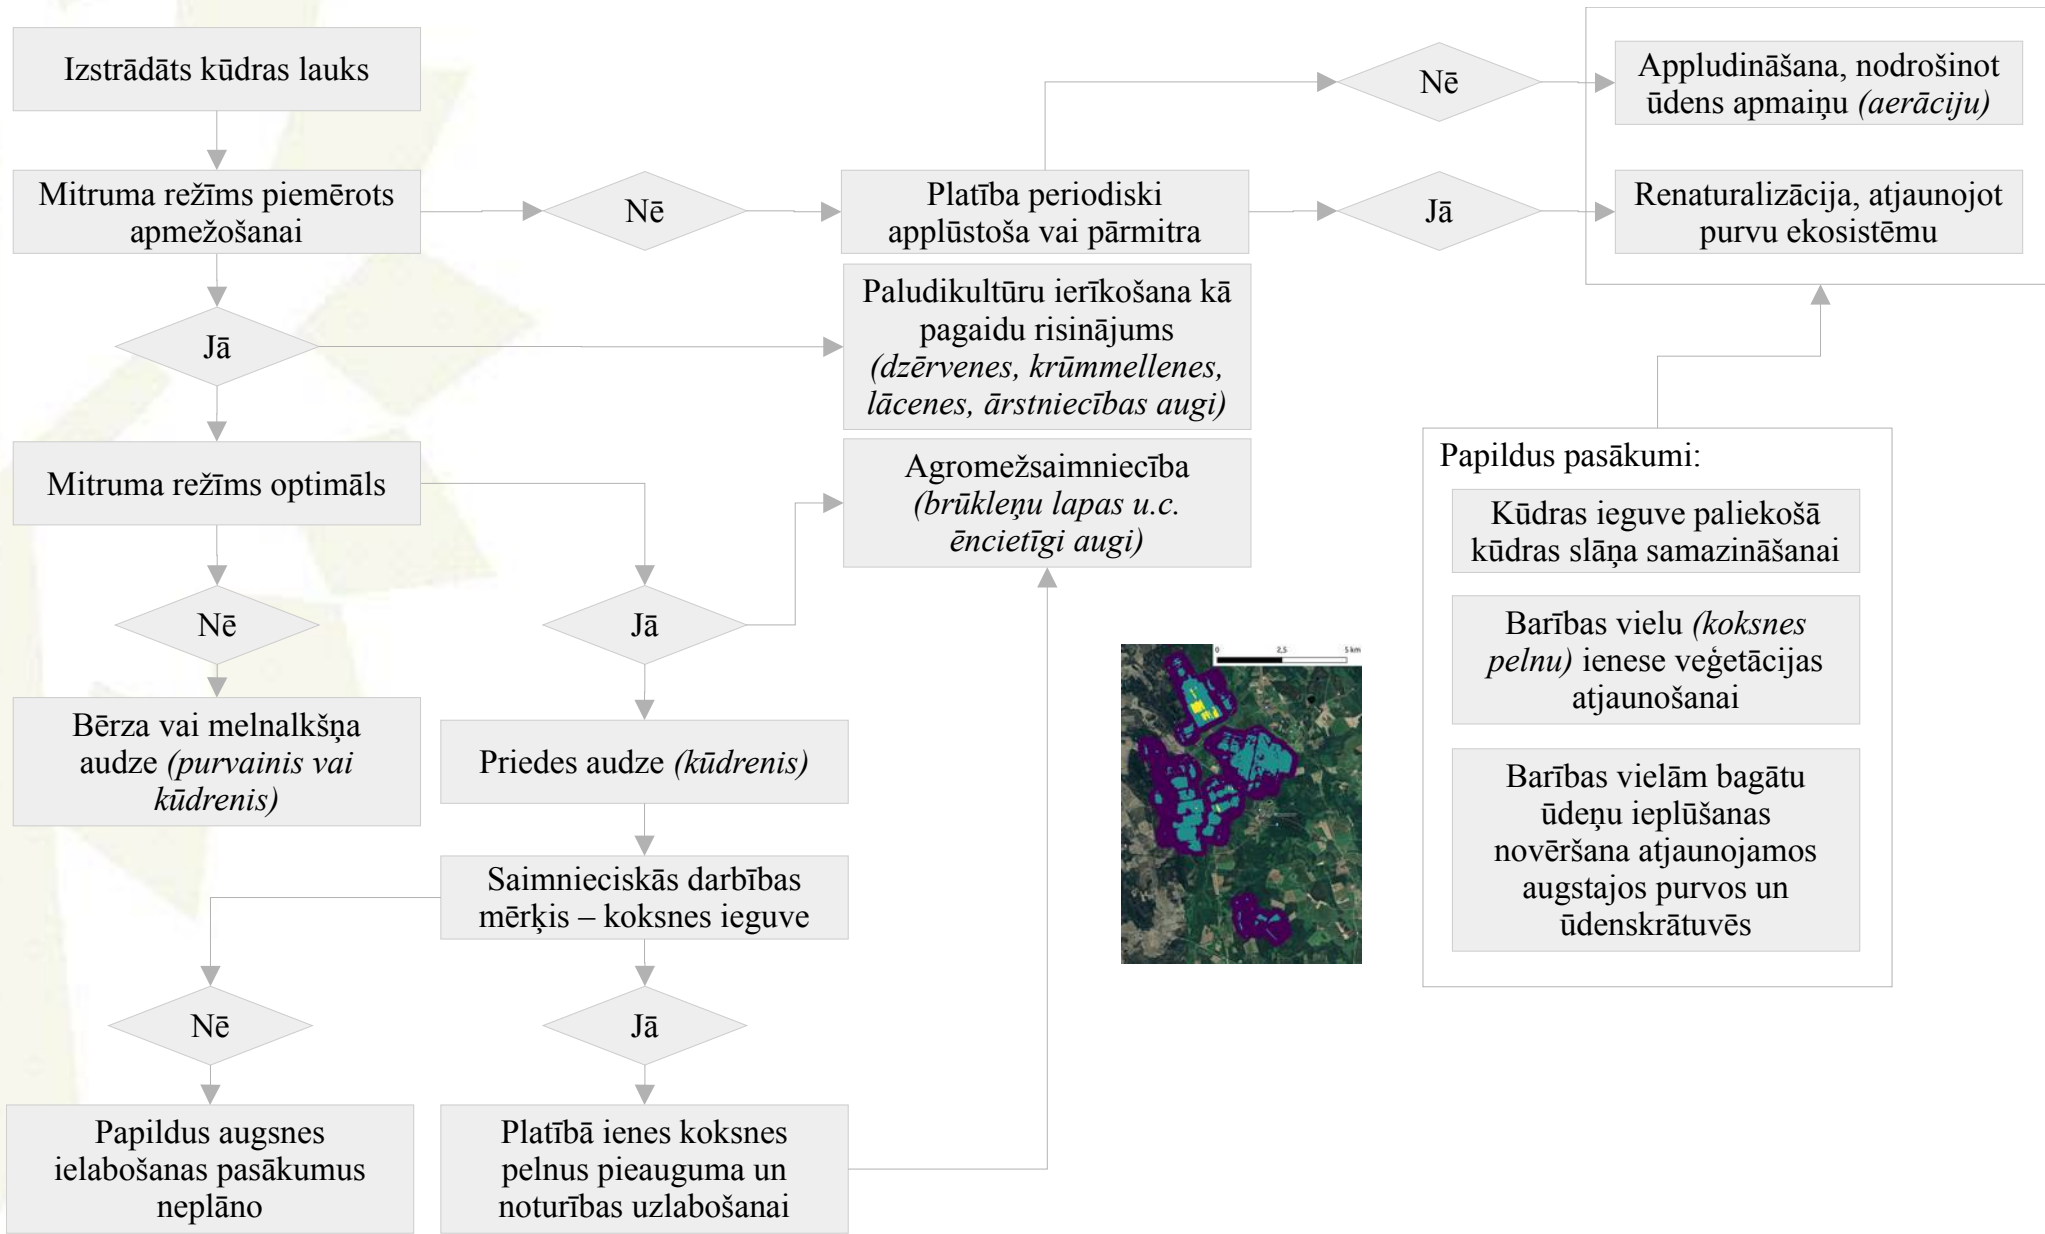 Izstrādāts kūdras lauks
Mitruma režīms piemērots
apmežošanai
Nē
Platība periodiski
applūstoša vai pārmitra
Nē
Appludināšana, nodrošinot
ūdens apmaiņu (aerāciju)
Jā
Renaturalizācija, atjaunojot
purvu ekosistēmu
Jā
Paludikultūru ierīkošana kā
pagaidu risinājums
(dzērvenes, krūmmellenes,
lācenes, ārstniecības augi)
Mitruma režīms optimāls
Agromežsaimniecība
(brūkleņu lapas u.c.
ēncietīgi augi)
Nē
Jā
Bērza vai melnalkšņa
audze (purvainis vai
kūdrenis)
Priedes audze (kūdrenis)
Saimnieciskās darbības
mērķis – koksnes ieguve
Nē
Jā
Papildus augsnes
ielabošanas pasākumus
neplāno
Platībā ienes koksnes
pelnus pieauguma un
noturības uzlabošanai
0 2,5 5 km
Papildus pasākumi:
Kūdras ieguve paliekošā
kūdras slāņa samazināšanai
Barības vielu (koksnes
pelnu) ienese veģetācijas
atjaunošanai
Barības vielām bagātu
ūdeņu ieplūšanas
novēršana atjaunojamos
augstajos purvos un
ūdenskrātuvēs